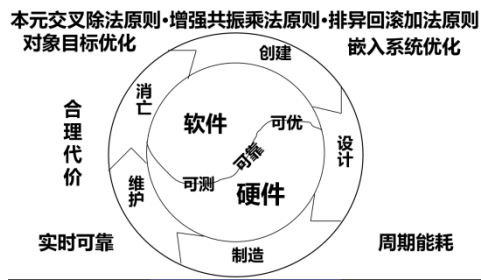 本元交叉除法原则·增强共振乘法原则·排异回滚加法原则
对象目标优化
嵌入系统优化
创建
消亡
合理代价
软件
可优
可靠
设计
可测
维护
硬件
实时可靠
制造
周期能耗